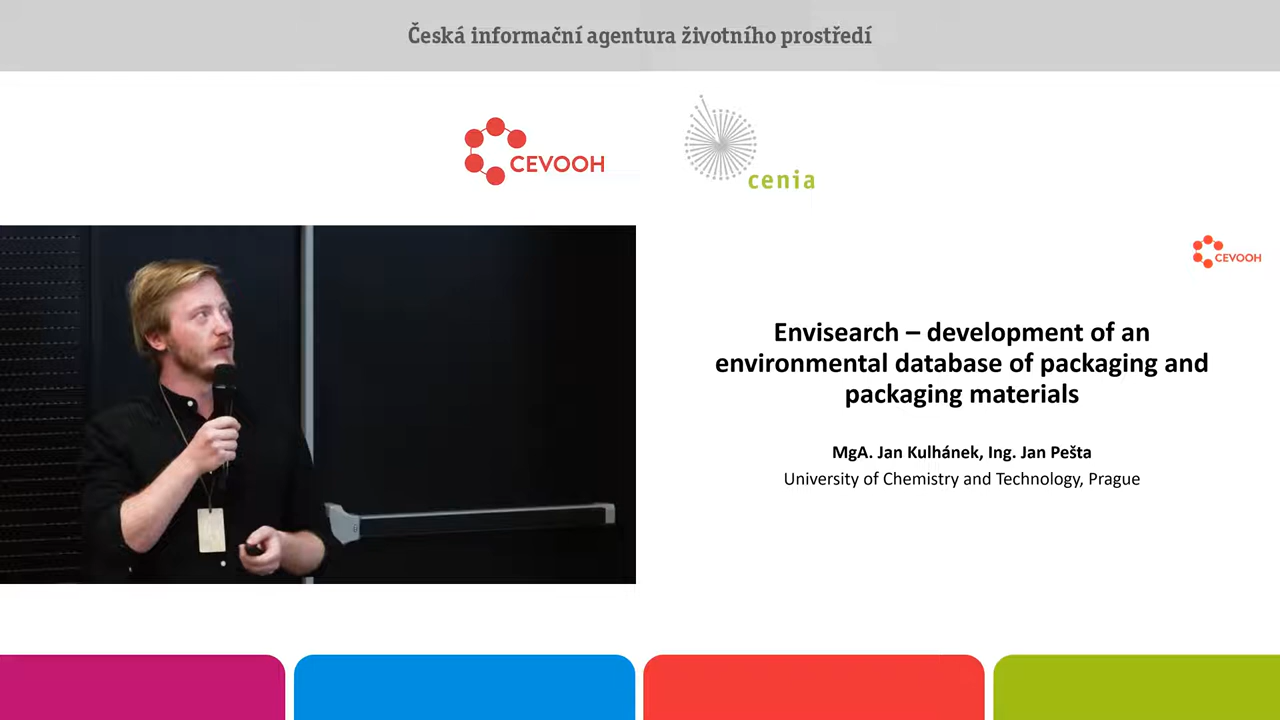 Česká informační agentura životního prostředí
CEVOOH
cenia
CEVOOH
Envisearch – development of an
environmental database of packaging and
packaging materials
MgA. Jan Kulhánek, Ing. Jan Pešta
University of Chemistry and Technology, Prague